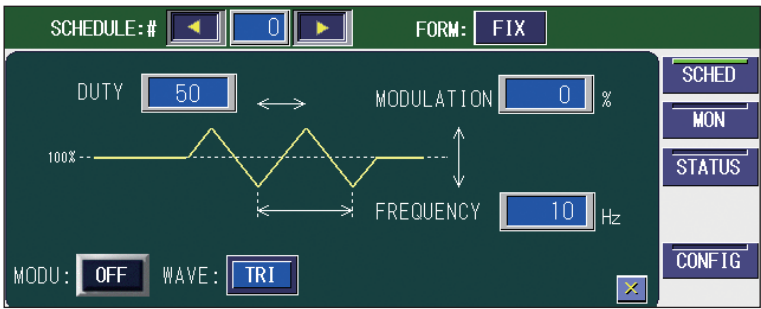 SCHEDULE:# 0 FORM: FIX
SCHED
DUTY 50 MODULATION 0 %
MON
100%
STATUS
FREQUENCY 10 Hz
CONFIG
MODU: OFF WAVE: TRI
×